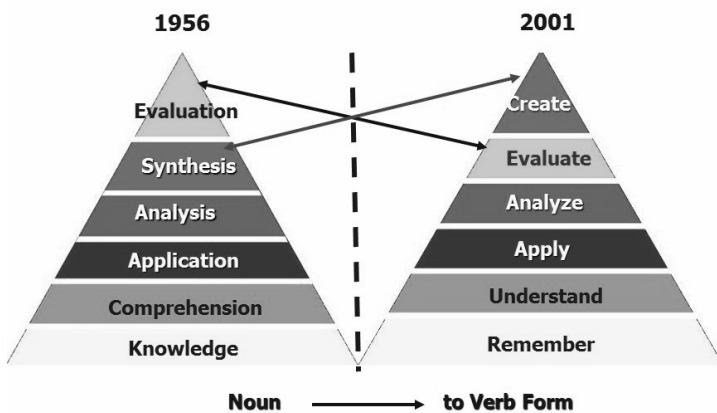 1956
2001
Evaluation
Synthesis
Analysis
Application
Comprehension
Knowledge
Create
Evaluate
Analyze
Apply
Understand
Remember
Noun to Verb Form